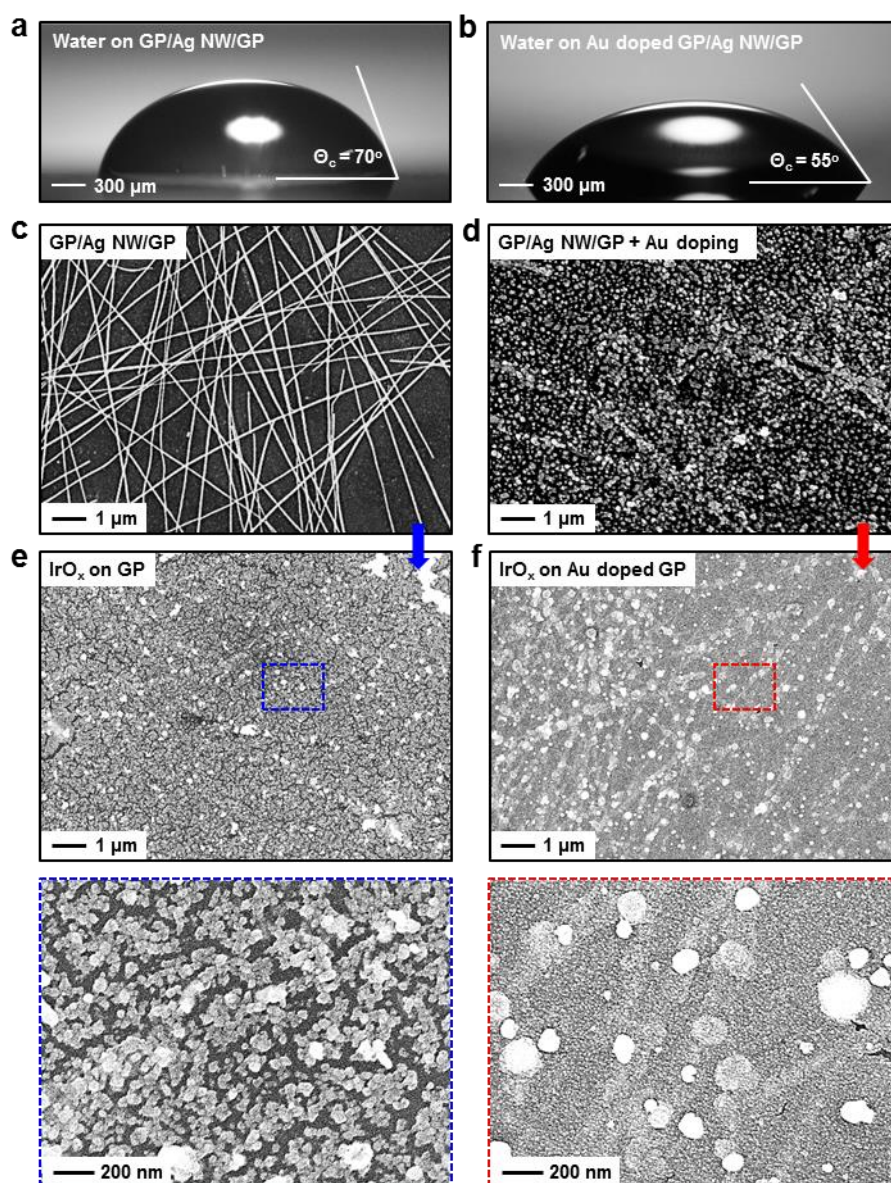 a
Water on GP/Ag NW/GP
Θc = 70°
300 μm
b
Water on Au doped GP/Ag NW/GP
Θc = 55°
300 μm
c
GP/Ag NW/GP
1 μm
d
GP/Ag NW/GP + Au doping
1 μm
e
IrOx on GP
1 μm
f
IrOx on Au doped GP
1 μm
200 nm
200 nm